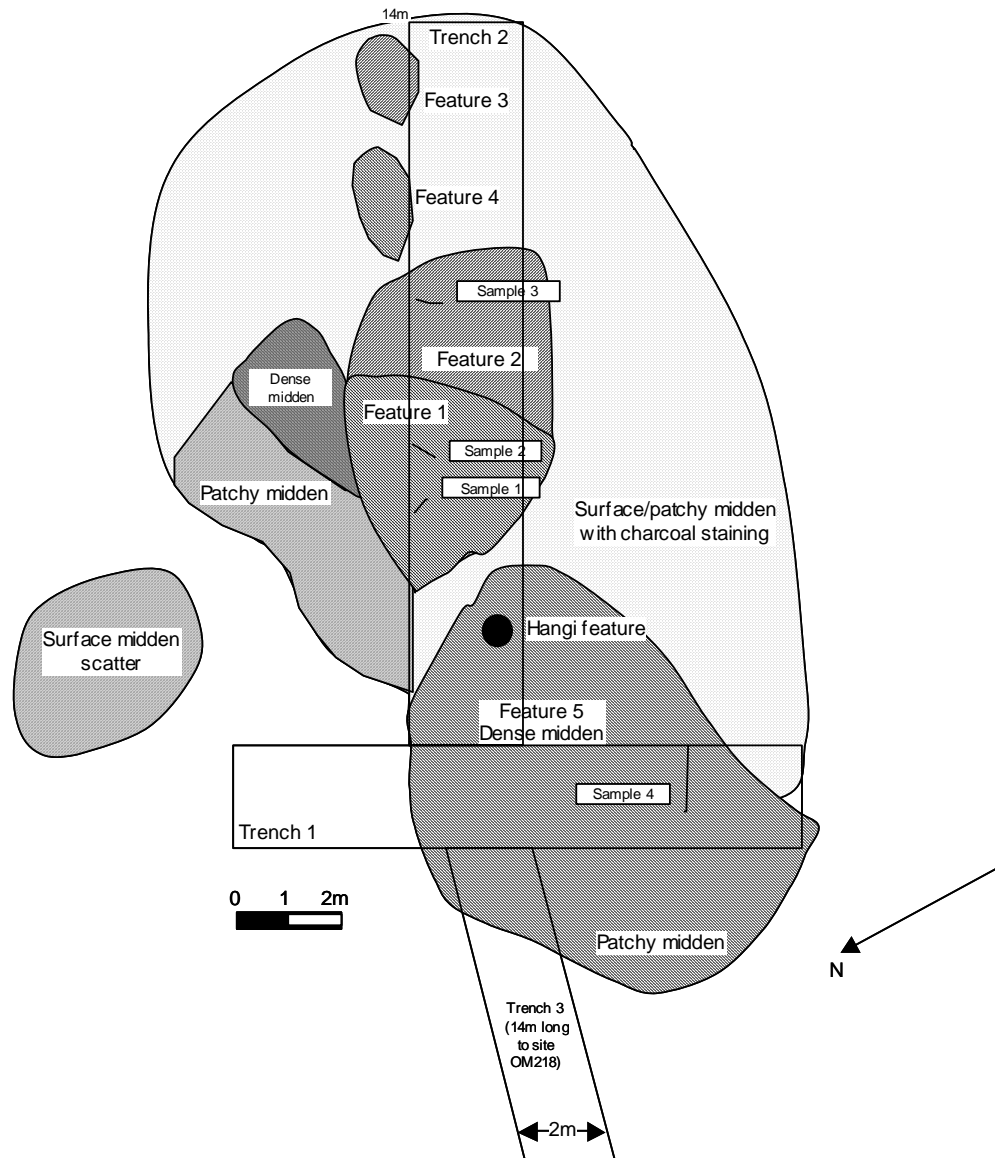 14m
Trench 2
Feature 3
Feature 4
Sample 3
Feature 2
Dense
midden
Feature 1
Sample 2
Sample 1
Patchy midden
Surface/patchy midden
with charcoal staining
Hangi feature
Surface midden
scatter
Feature 5
Dense midden
Sample 4
Trench 1
0 1 2m
Patchy midden
N
Trench 3
(14m long
to site
OM218)
2m